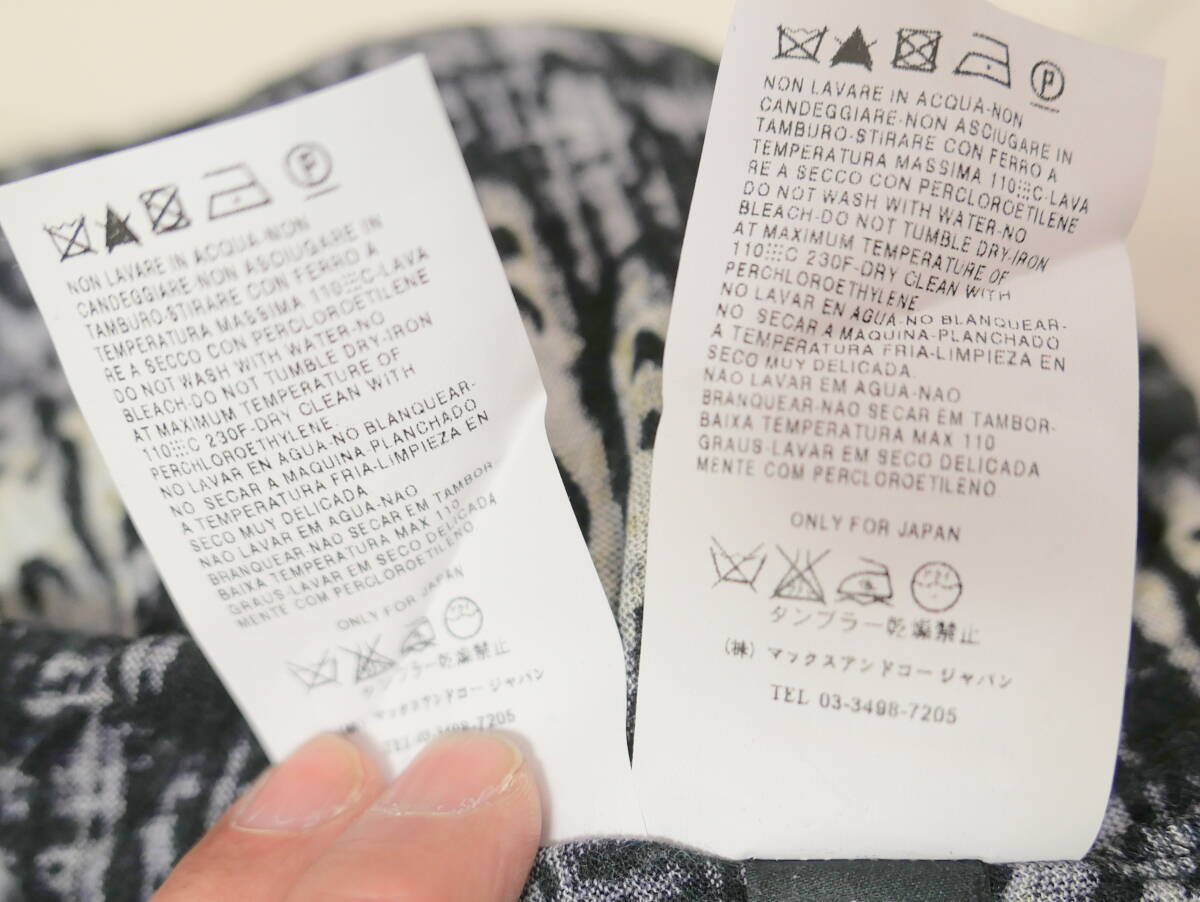 P
NON LAVARE IN ACQUA-NON
CANDEGGIARE-NON ASCIUGARE IN
TAMBURO-STIRARE CON FERRO A
TEMPERATURA MASSIMA 110⁝⁝⁝C-LAVA
RE A SECCO CON PERCLOROETILENE
DO NOT WASH WITH WATER-NO
BLEACH-DO NOT TUMBLE DRY-IRON
AT MAXIMUM TEMPERATURE OF
110⁝⁝⁝C 230F-DRY CLEAN WITH
PERCHLOROETHYLENE.
NO LAVAR EN AGUA-NO BLANQUEAR-
NO SECAR A MAQUINA-PLANCHADO
A TEMPERATURA FRIA-LIMPIEZA EN
SECO MUY DELICADA
NAO LAVAR EM AGUA-NAO
BRANQUEAR-NAO SECAR EM TAMBOR-
BAIXA TEMPERATURA MAX 110
GRAUS-LAVAR EM SECO DELICADA
MENTE COM PERCLOROETILENO
ONLY FOR JAPAN
タンブラー乾燥禁止
(株) マックスアンドコー ジャパン
TEL 03-3498-7205
P
NON LAVARE IN ACQUA-NON
CANDEGGIARE-NON ASCIUGARE IN
TAMBURO-STIRARE CON FERRO A
TEMPERATURA MASSIMA 110⁝⁝⁝C-LAVA
RE A SECCO CON PERCLOROETILENE
DO NOT WASH WITH WATER-NO
BLEACH-DO NOT TUMBLE DRY-IRON
AT MAXIMUM TEMPERATURE OF
110⁝⁝⁝C 230F-DRY CLEAN WITH
PERCHLOROETHYLENE
NO LAVAR EN AGUA-NO BLANQUEAR-
NO SECAR A MAQUINA-PLANCHADO
A TEMPERATURA FRIA-LIMPIEZA EN
SECO MUY DELICADA.
NAO LAVAR EM AGUA-NAO
BRANQUEAR-NAO SECAR EM TAMBOR-
BAIXA TEMPERATURA MAX 110
GRAUS-LAVAR EM SECO DELICADA
MENTE COM PERCLOROETILENO
ONLY FOR JAPAN
タンブラー乾燥禁止
(株) マックスアンドコー ジャパン
TEL 03-3498-7205